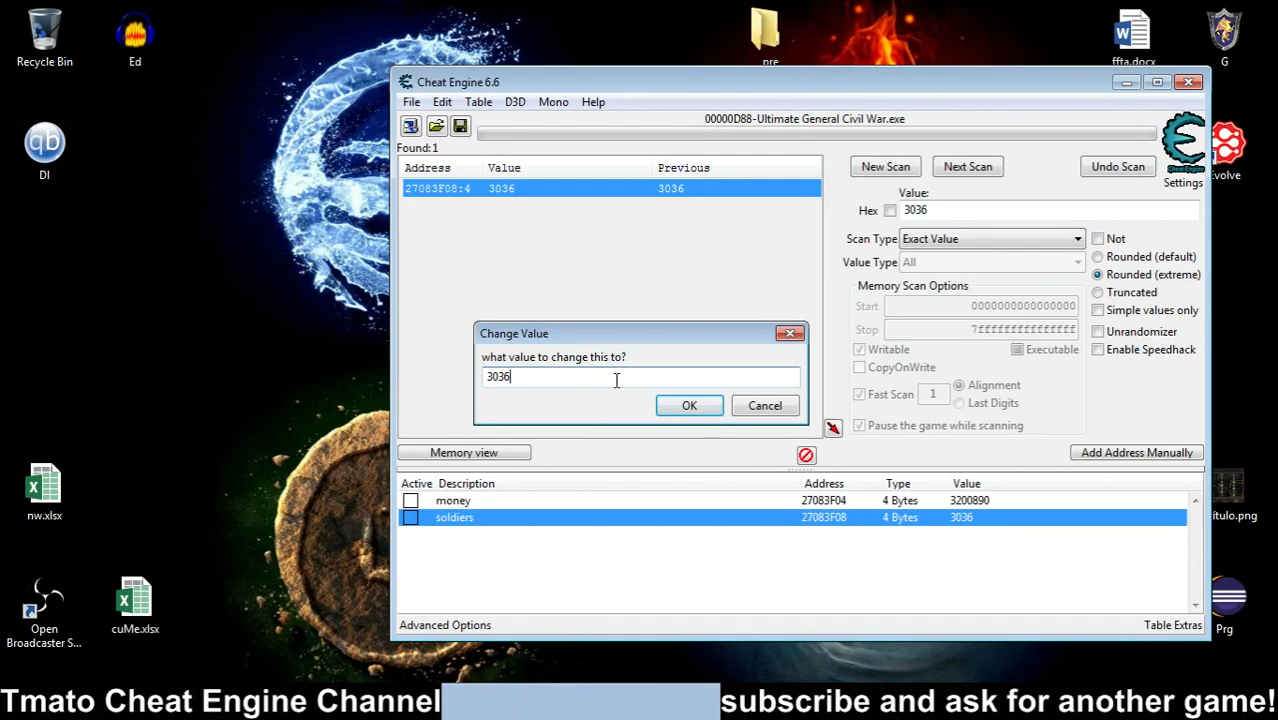 Recycle Bin
Ed
pre
ffta.docx
G
Cheat Engine 6.6
File Edit Table D3D Mono Help
00000D88-Ultimate General Civil War.exe
Found:1
Address Value Previous
27083F08:4 3036 3036
New Scan Next Scan Undo Scan
Settings
Value:
Hex 3036
Scan Type Exact Value
Not
Value Type All
Rounded (default)
Rounded (extreme)
Truncated
Simple values only
Unrandomizer
Enable Speedhack
Memory Scan Options
Start 0000000000000000
Stop 7fffffffffffffff
Writable Executable
CopyOnWrite
Fast Scan 1 Alignment
Last Digits
Pause the game while scanning
Change Value
what value to change this to?
3036
OK Cancel
Memory view
Add Address Manually
Active Description Address Type Value
money 27083F04 4 Bytes 3200890
soldiers 27083F08 4 Bytes 3036
Advanced Options Table Extras
qb
DI
Evolve
nw.xlsx
ítulo.png
Open
Broadcaster S...
cuMe.xlsx
Prg
Tmato Cheat Engine Channel subscribe and ask for another game!